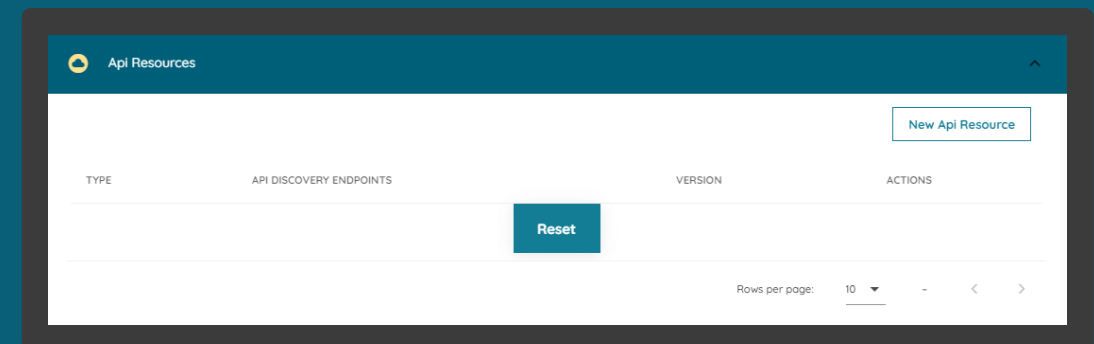 Api Resources
New Api Resource
TYPE API DISCOVERY ENDPOINTS VERSION ACTIONS
Reset
Rows per page: 10 –